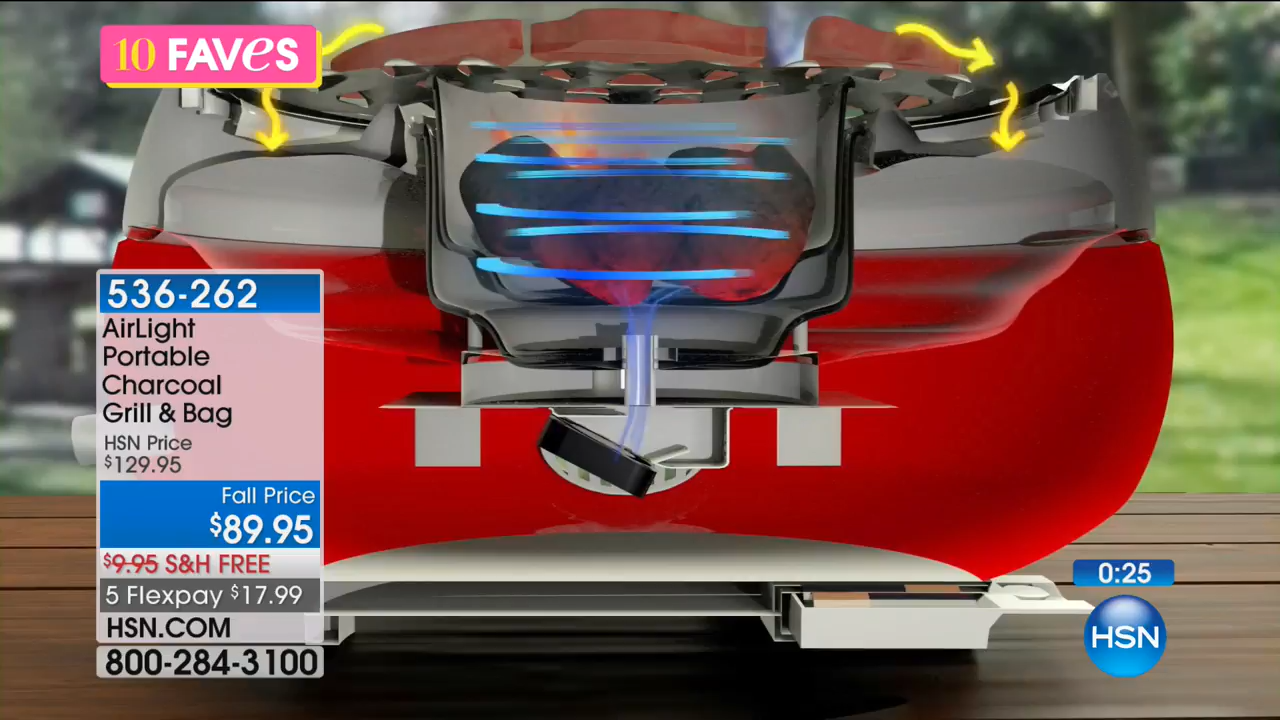 10 FAVES
536-262
AirLight
Portable
Charcoal
Grill & Bag
HSN Price
$129.95
Fall Price
$89.95
$9.95 S&H FREE
5 Flexpay $17.99
HSN.COM
800-284-3100
0:25
HSN